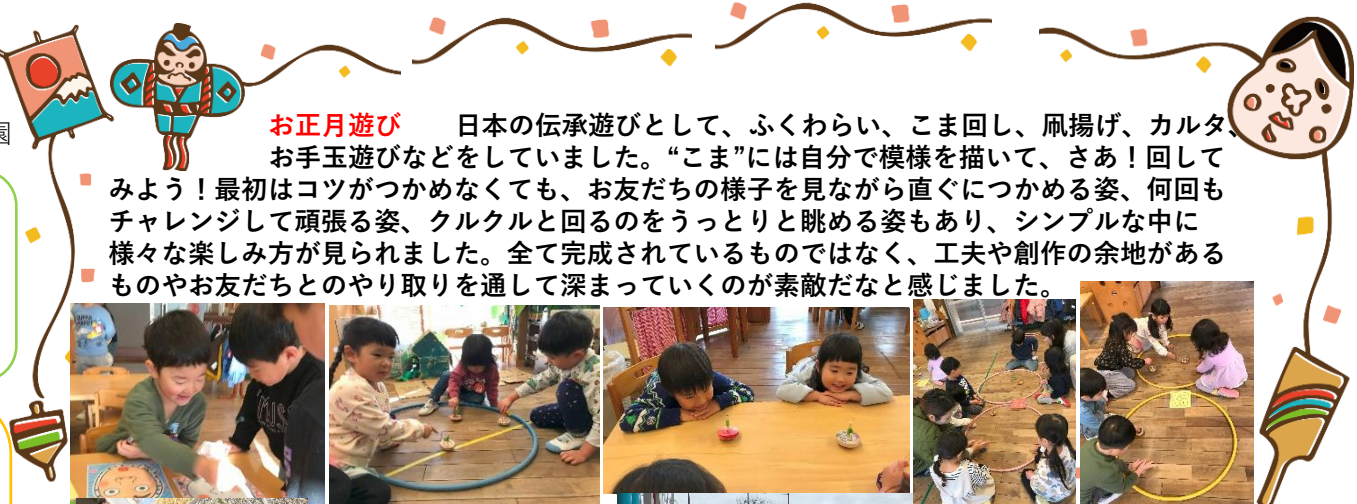 園
お正月遊び　　日本の伝承遊びとして、ふくわらい、こま回し、凧揚げ、カルタ、
お手玉遊びなどをしていました。“こま”には自分で模様を描いて、さあ！回して
みよう！最初はコツがつかめなくても、お友だちの様子を見ながら直ぐにつかめる姿、何回も
チャレンジして頑張る姿、クルクルと回るのをうっとりと眺める姿もあり、シンプルな中に
様々な楽しみ方が見られました。全て完成されているものではなく、工夫や創作の余地がある
ものやお友だちとのやり取りを通して深まっていくのが素敵だなと感じました。